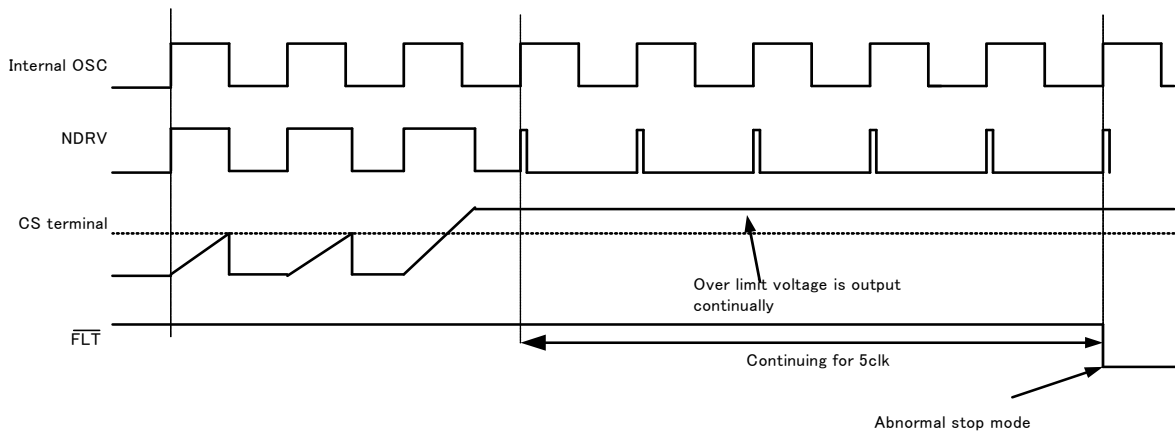 Internal OSC
NDRV
CS terminal
Over limit voltage is output
continually
FLT
Continuing for 5clk
Abnormal stop mode